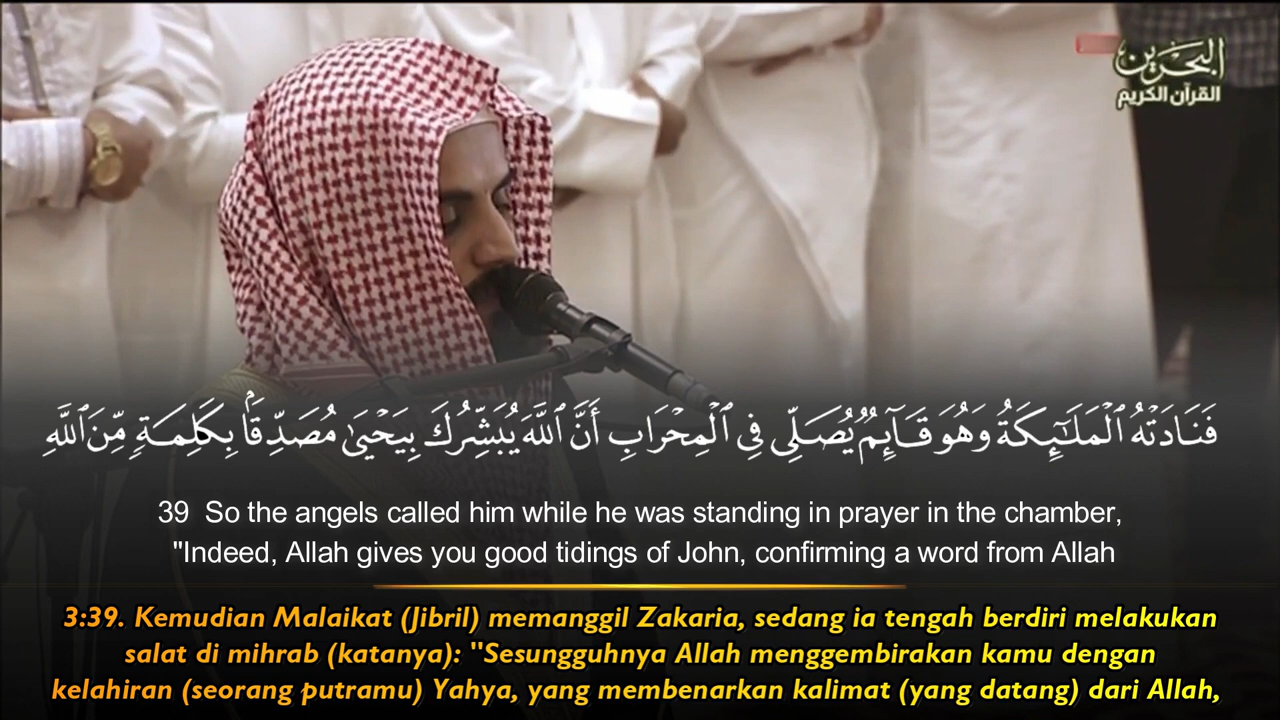 البحرين
القرآن الكريم
فَنَادَتْهُ ٱلْمَلَـٰٓئِكَةُ وَهُوَ قَآئِمٌ يُصَلِّى فِى ٱلْمِحْرَابِ أَنَّ ٱللَّهَ يُبَشِّرُكَ بِيَحْيَىٰ مُصَدِّقًۢا بِكَلِمَةٍ مِّنَ ٱللَّهِ
39 So the angels called him while he was standing in prayer in the chamber,
"Indeed, Allah gives you good tidings of John, confirming a word from Allah
3:39. Kemudian Malaikat (Jibril) memanggil Zakaria, sedang ia tengah berdiri melakukan
salat di mihrab (katanya): "Sesungguhnya Allah menggembirakan kamu dengan
kelahiran (seorang putramu) Yahya, yang membenarkan kalimat (yang datang) dari Allah,